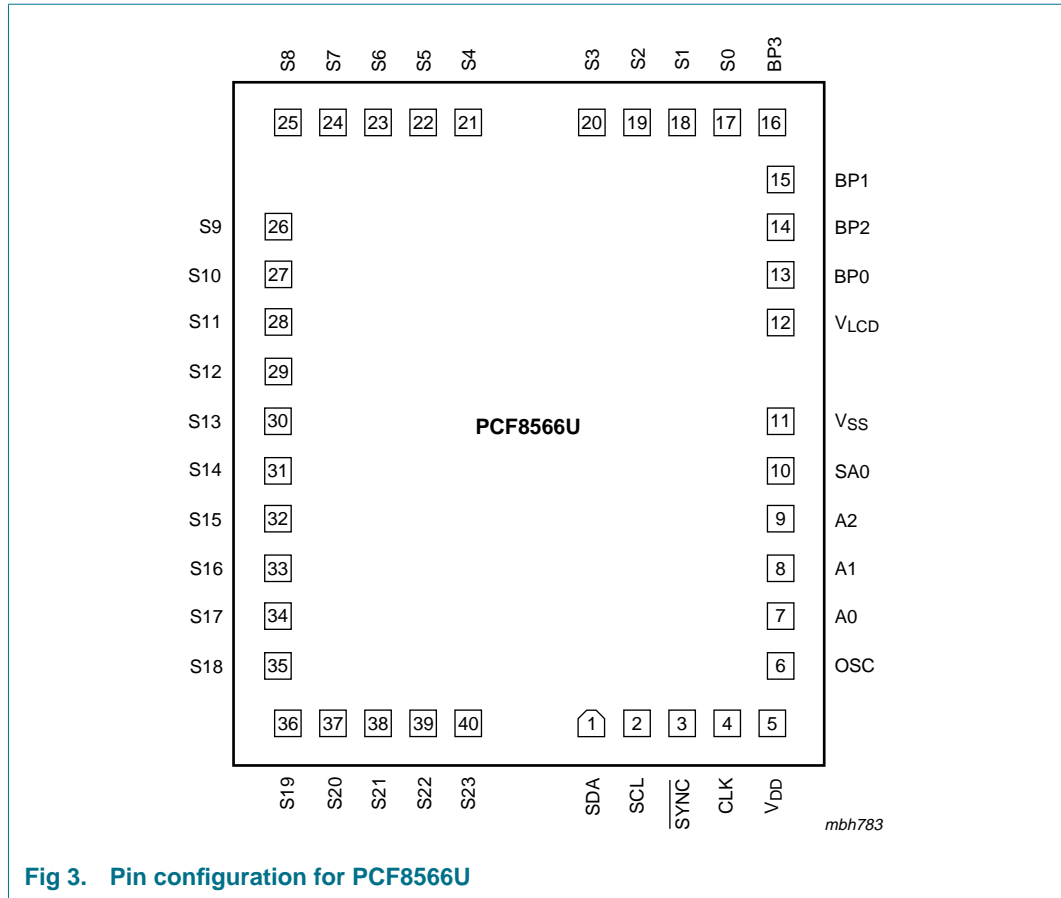 S8 S7 S6 S5 S4 S3 S2 S1 S0 BP3
25 24 23 22 21 20 19 18 17 16
15 BP1
S9 26 14 BP2
S10 27 13 BP0
S11 28 12 VLCD
S12 29
S13 30 PCF8566U 11 VSS
S14 31 10 SA0
S15 32 9 A2
S16 33 8 A1
S17 34 7 A0
S18 35 6 OSC
36 37 38 39 40 1 2 3 4 5
S19 S20 S21 S22 S23 SDA SCL SYNC CLK VDD
mbh783
Fig 3. Pin configuration for PCF8566U